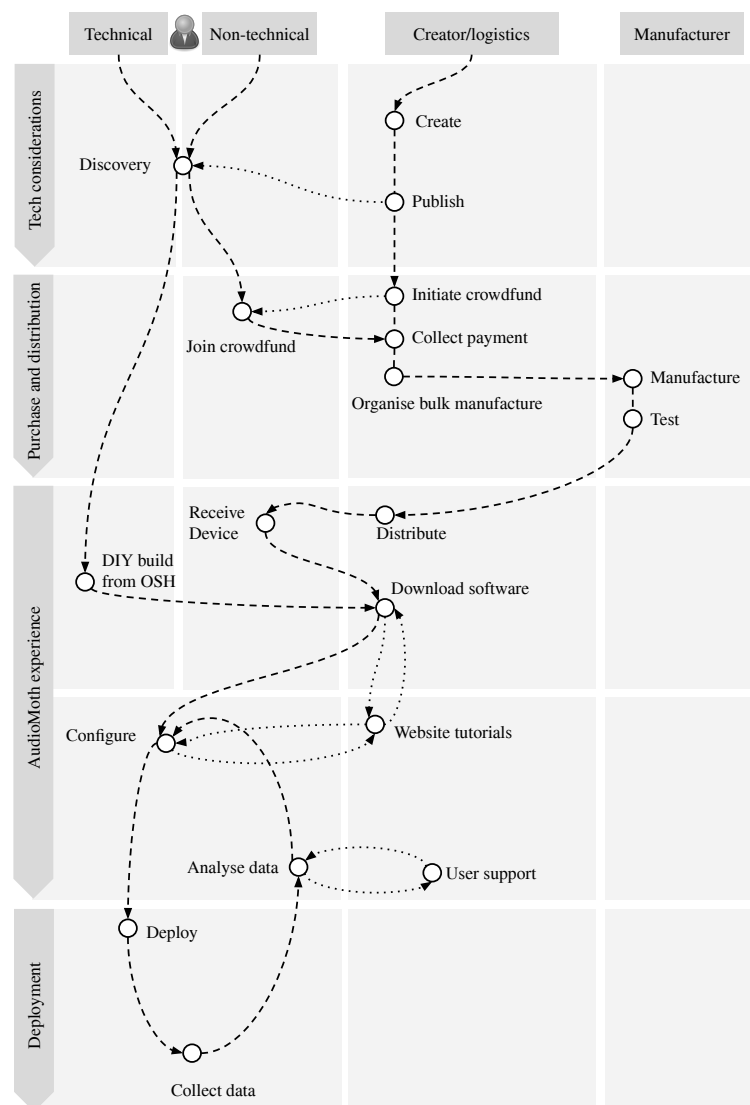 Technical
Non-technical
Creator/logistics
Manufacturer
Tech considerations
Create
Discovery
Publish
Purchase and distribution
Initiate crowdfund
Join crowdfund
Collect payment
Organise bulk manufacture
Manufacture
Test
AudioMoth experience
Receive
Device
Distribute
DIY build
from OSH
Download software
Configure
Website tutorials
Analyse data
User support
Deployment
Deploy
Collect data